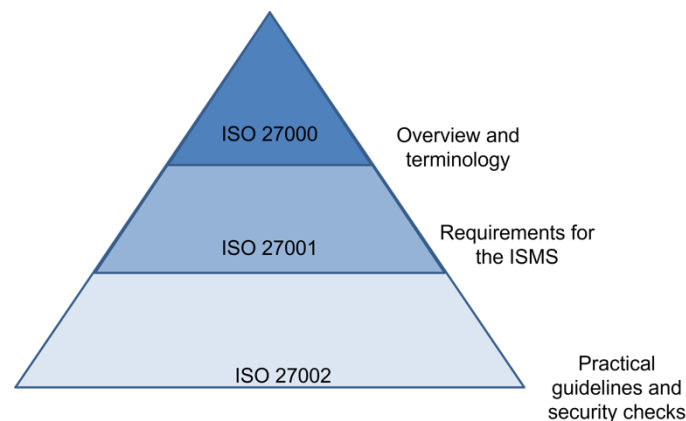 ISO 27000
Overview and
terminology
ISO 27001
Requirements for
the ISMS
ISO 27002
Practical
guidelines and
security checks